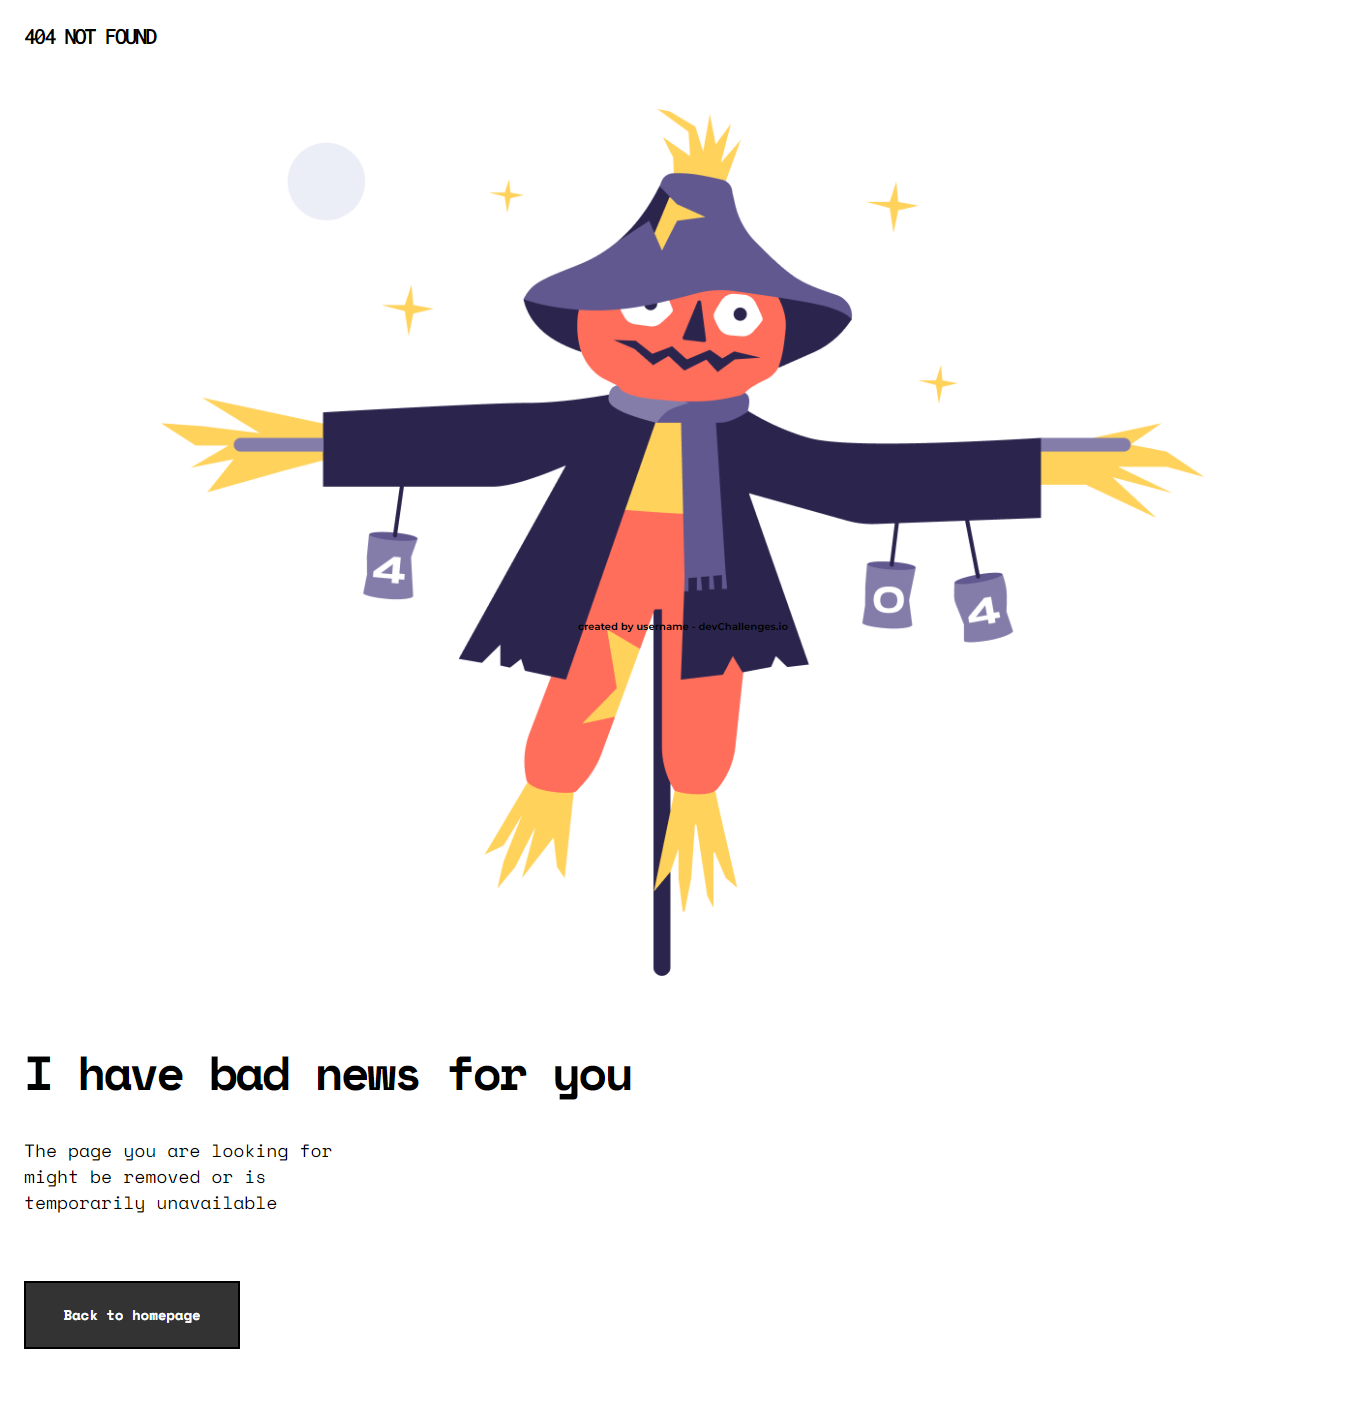 404 NOT FOUND
4
0
4
created by username - devChallenges.io
I have bad news for you
The page you are looking for
might be removed or is
temporarily unavailable
Back to homepage